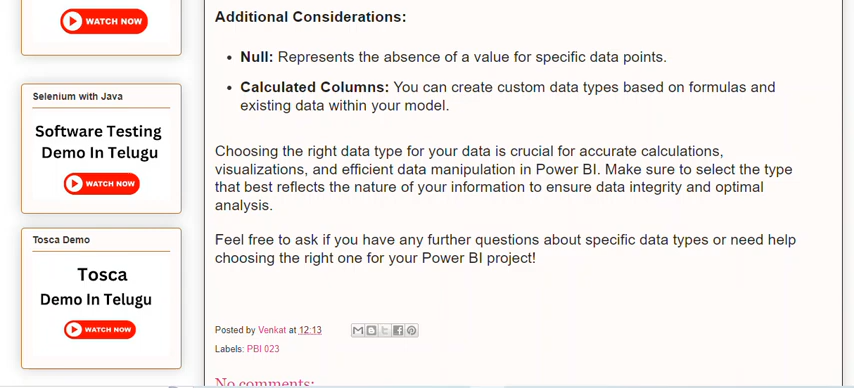 WATCH NOW
Selenium with Java
Software Testing
Demo In Telugu
WATCH NOW
Tosca Demo
Tosca
Demo In Telugu
WATCH NOW
Additional Considerations:
• Null: Represents the absence of a value for specific data points.
• Calculated Columns: You can create custom data types based on formulas and
existing data within your model.
Choosing the right data type for your data is crucial for accurate calculations,
visualizations, and efficient data manipulation in Power BI. Make sure to select the type
that best reflects the nature of your information to ensure data integrity and optimal
analysis.
Feel free to ask if you have any further questions about specific data types or need help
choosing the right one for your Power BI project!
Posted by Venkat at 12:13
Labels: PBI 023
No comments: